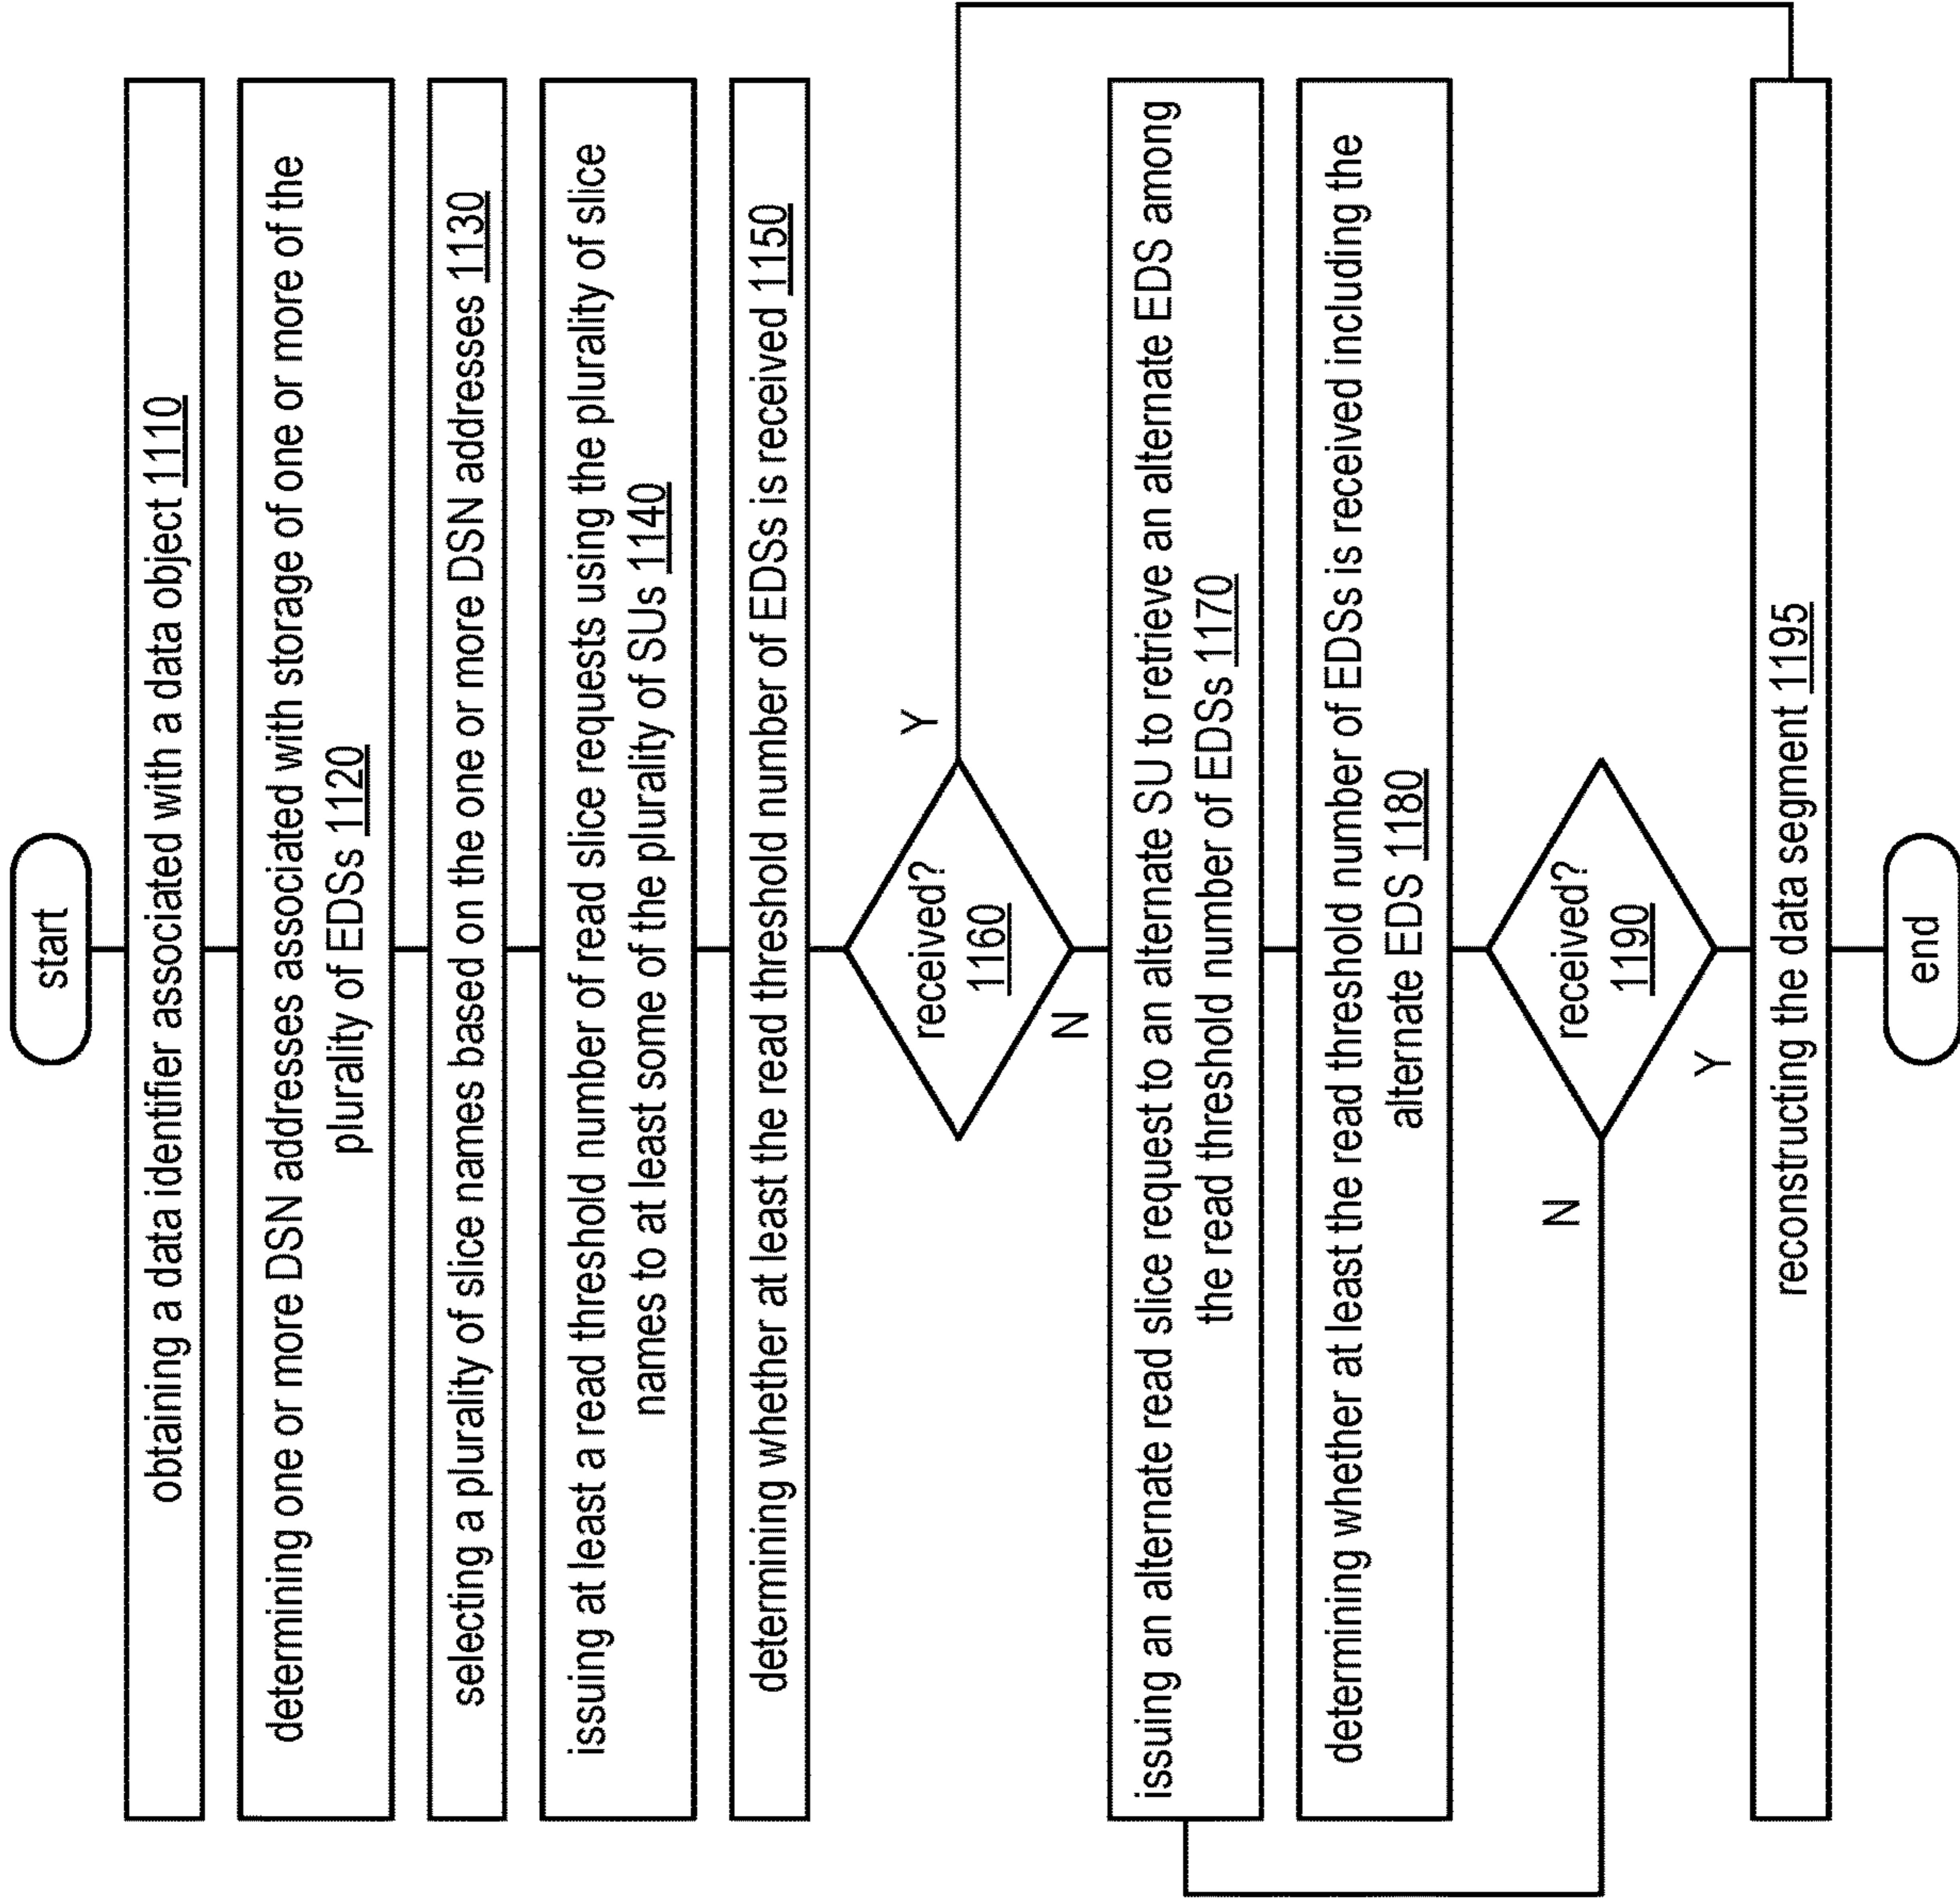 start
obtaining a data identifier associated with a data object 1110
determining one or more DSN addresses associated with storage of one or more of the
plurality of EDSs 1120
selecting a plurality of slice names based on the one or more DSN addresses 1130
issuing at least a read threshold number of read slice requests using the plurality of slice
names to at least some of the plurality of SUs 1140
determining whether at least the read threshold number of EDSs is received 1150
received?
1160
Y
N
issuing an alternate read slice request to an alternate SU to retrieve an alternate EDS among
the read threshold number of EDSs 1170
determining whether at least the read threshold number of EDSs is received including the
alternate EDS 1180
received?
1190
N
Y
reconstructing the data segment 1195
end